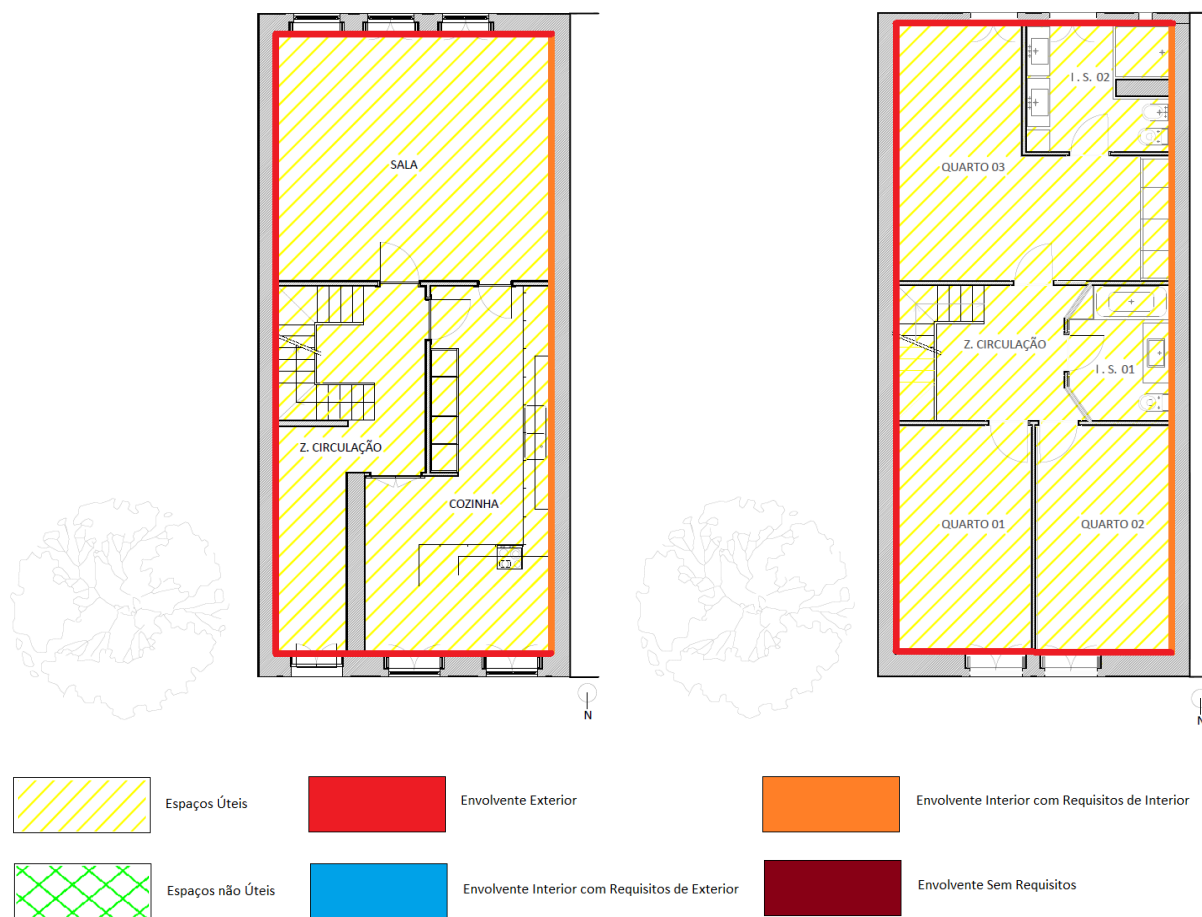 SALA
Z. CIRCULAÇÃO
COZINHA
N
I . S. 02
QUARTO 03
Z. CIRCULAÇÃO
I . S. 01
QUARTO 01
QUARTO 02
N
Espaços Úteis
Envolvente Exterior
Envolvente Interior com Requisitos de Interior
Espaços não Úteis
Envolvente Interior com Requisitos de Exterior
Envolvente Sem Requisitos